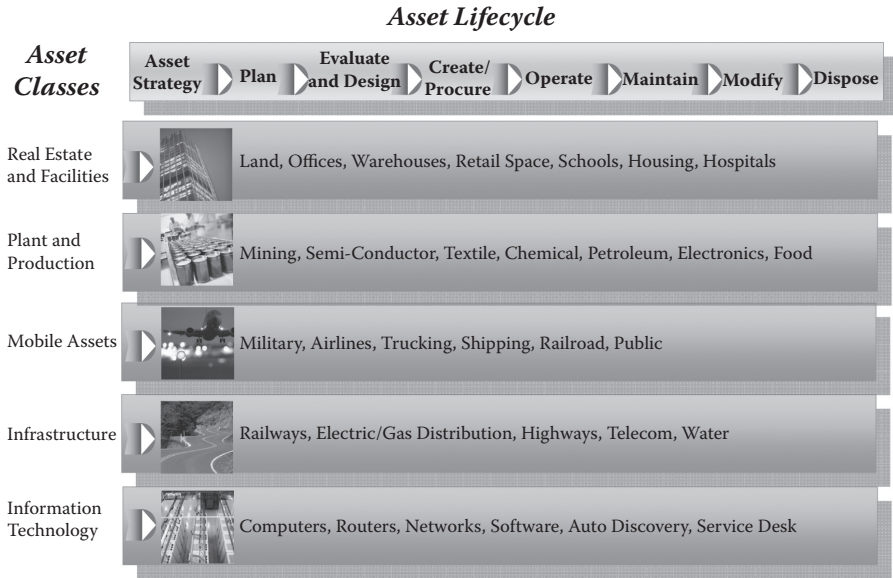 Asset Lifecycle
Asset
Classes
Asset
Strategy
Plan
Evaluate
and Design
Create/
Procure
Operate
Maintain
Modify
Dispose
Real Estate
and Facilities
Land, Offices, Warehouses, Retail Space, Schools, Housing, Hospitals
Plant and
Production
Mining, Semi-Conductor, Textile, Chemical, Petroleum, Electronics, Food
Mobile Assets
Military, Airlines, Trucking, Shipping, Railroad, Public
Infrastructure
Railways, Electric/Gas Distribution, Highways, Telecom, Water
Information
Technology
Computers, Routers, Networks, Software, Auto Discovery, Service Desk